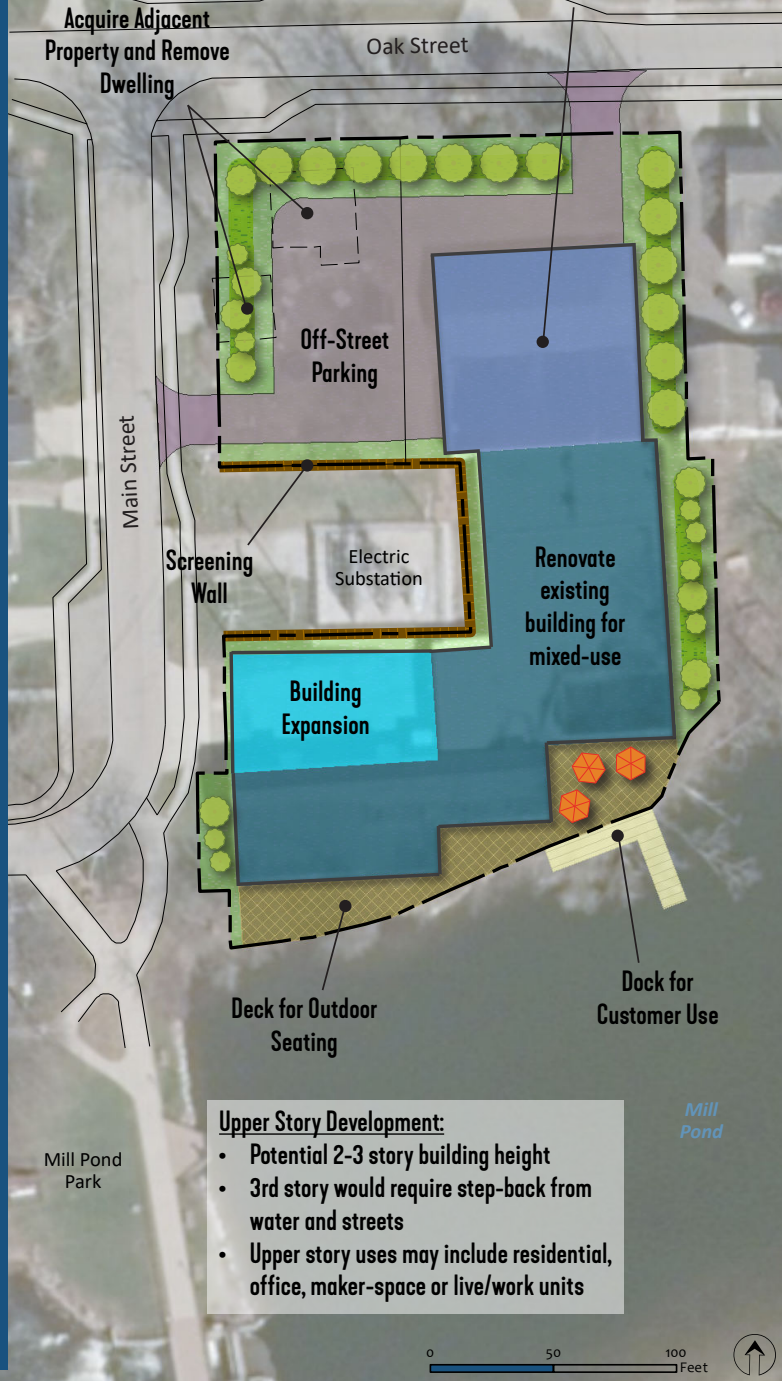 Acquire Adjacent
Property and Remove
Dwelling
Oak Street
Off-Street
Parking
Main Street
Screening
Wall
Electric
Substation
Renovate
existing
building for
mixed-use
Building
Expansion
Deck for Outdoor
Seating
Dock for
Customer Use
Mill
Pond
Mill Pond
Park
Upper Story Development:
• Potential 2-3 story building height
• 3rd story would require step-back from
water and streets
• Upper story uses may include residential,
office, maker-space or live/work units
0 50 100
Feet